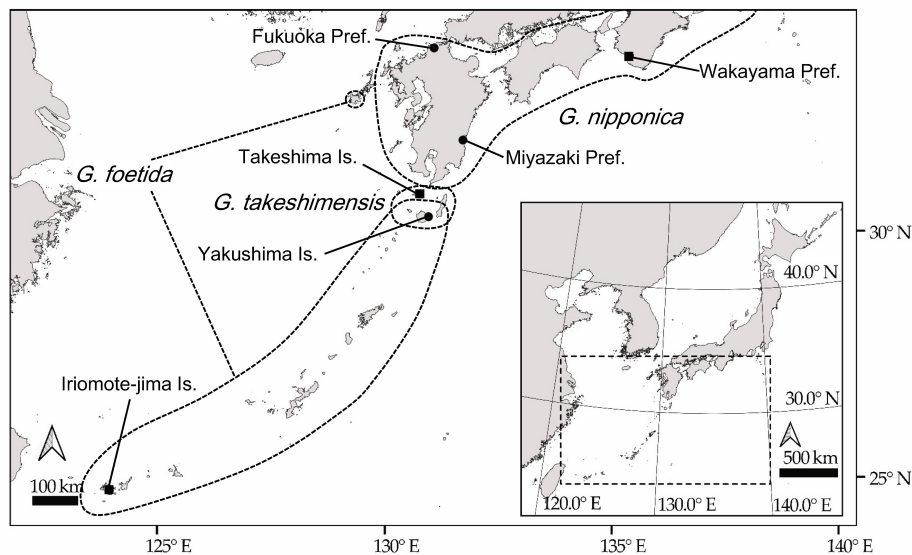 Fukuoka Pref.
Wakayama Pref.
G. nipponica
Takeshima Is.
Miyazaki Pref.
G. foetida
G. takeshimensis
Yakushima Is.
30° N
40.0° N
Iriomote-jima Is.
30.0° N
100 km
500 km
25° N
120.0° E
130.0° E
140.0° E
125° E
130° E
135° E
140° E